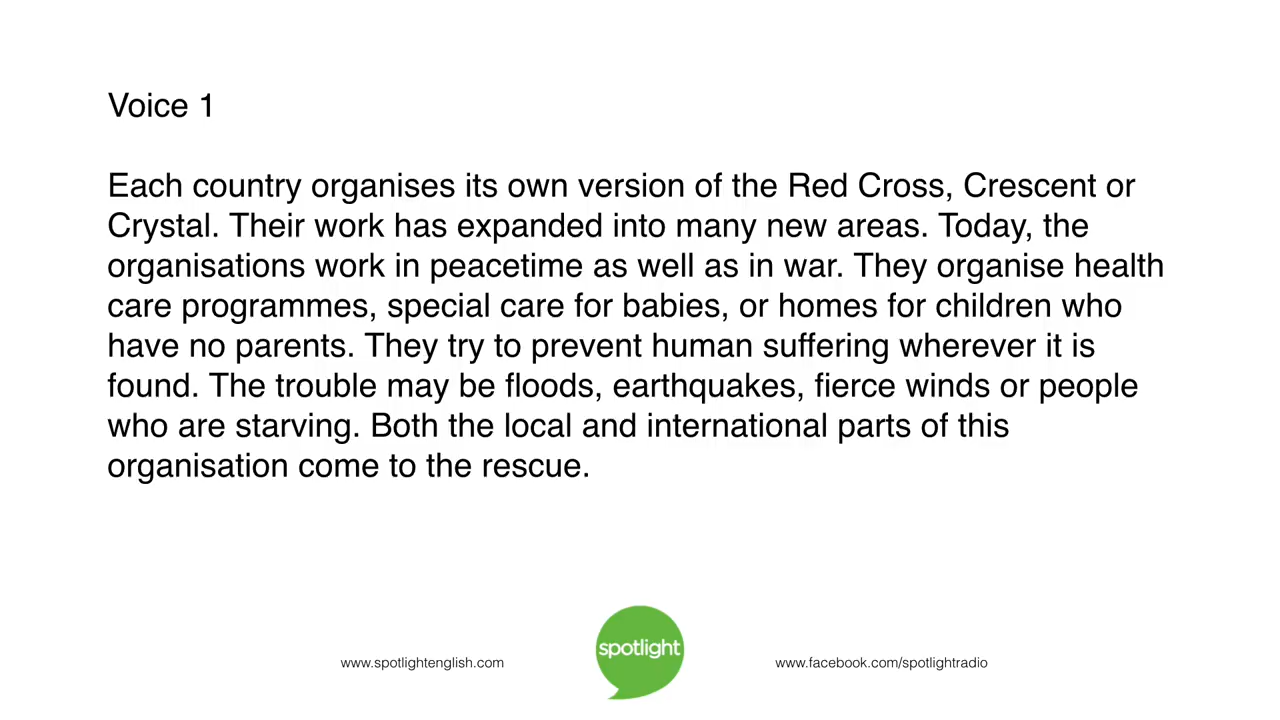 Voice 1
Each country organises its own version of the Red Cross, Crescent or
Crystal. Their work has expanded into many new areas. Today, the
organisations work in peacetime as well as in war. They organise health
care programmes, special care for babies, or homes for children who
have no parents. They try to prevent human suffering wherever it is
found. The trouble may be floods, earthquakes, fierce winds or people
who are starving. Both the local and international parts of this
organisation come to the rescue.
www.spotlightenglish.com
spotlight
www.facebook.com/spotlightradio